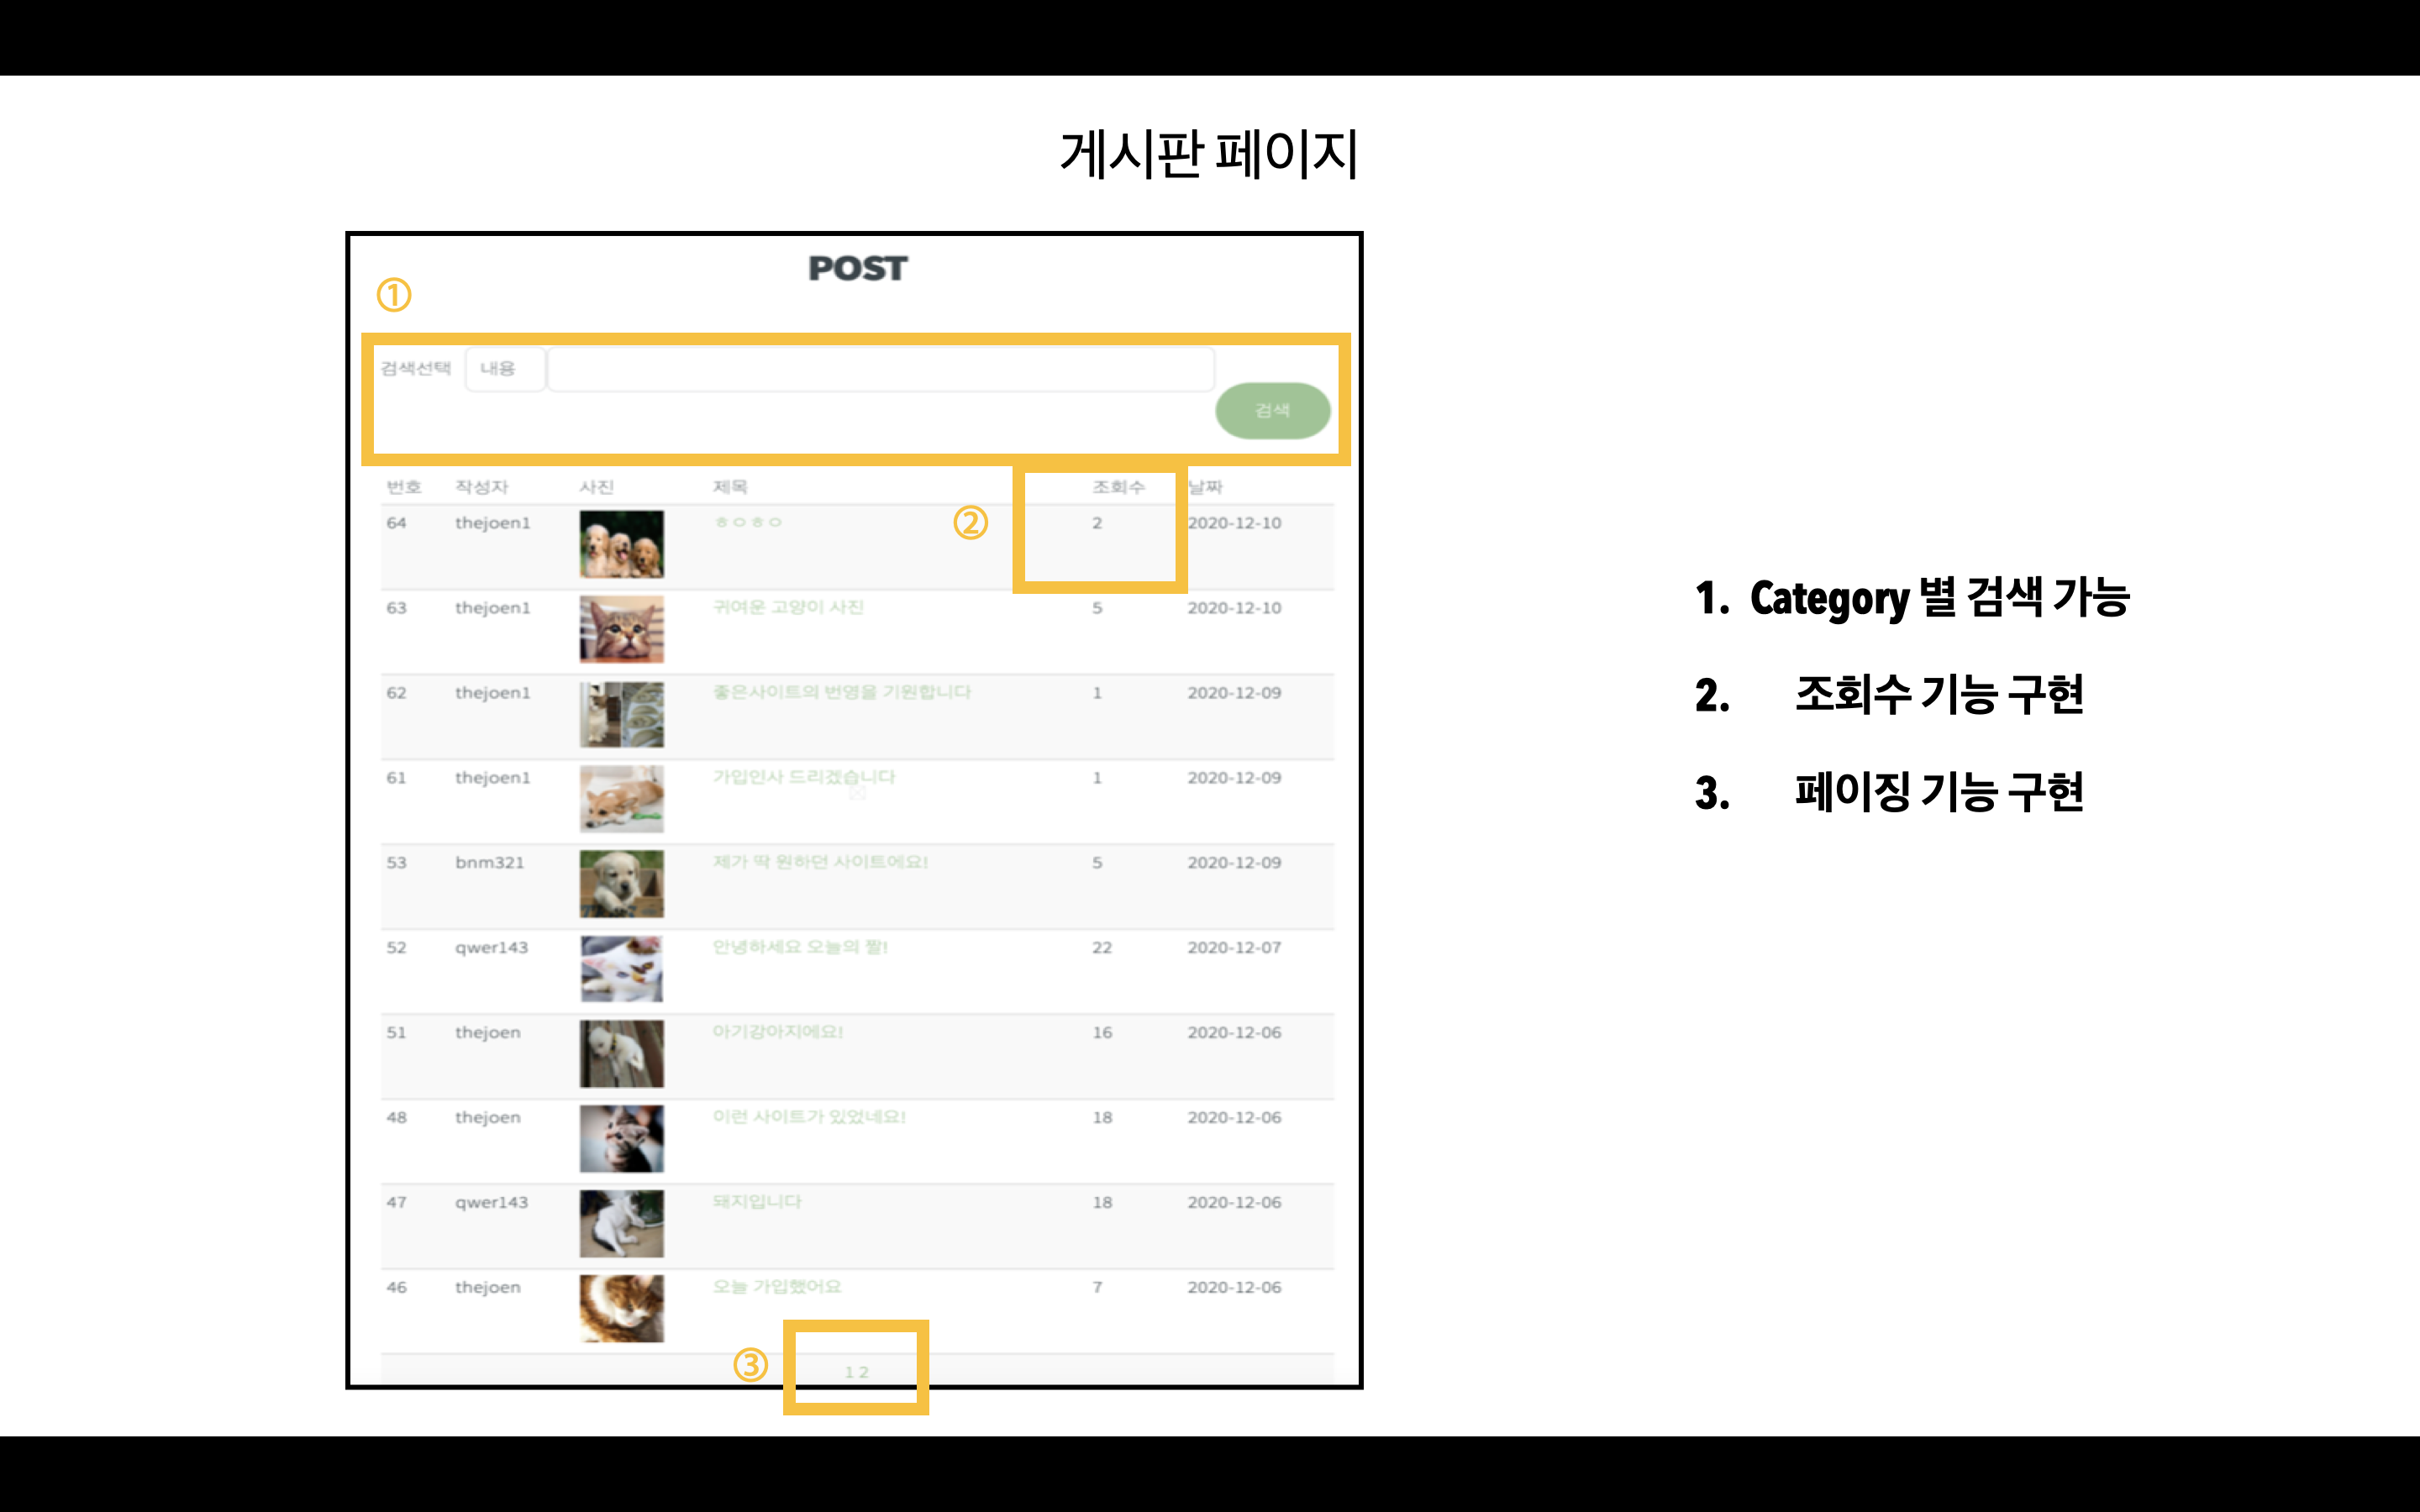 게시판 페이지
POST
①
검색선택 내용
검색
번호 작성자 사진 제목 조회수 날짜
②
64 thejoen1 ㅎㅇㅎㅇ 2 2020-12-10
63 thejoen1 귀여운 고양이 사진 5 2020-12-10
62 thejoen1 좋은사이트의 번영을 기원합니다 1 2020-12-09
61 thejoen1 가입인사 드리겠습니다 1 2020-12-09
53 bnm321 제가 딱 원하던 사이트에요! 5 2020-12-09
52 qwer143 안녕하세요 오늘의 짤! 22 2020-12-07
51 thejoen 아기강아지에요! 16 2020-12-06
48 thejoen 이런 사이트가 있었네요! 18 2020-12-06
47 qwer143 돼지입니다 18 2020-12-06
46 thejoen 오늘 가입했어요 7 2020-12-06
③
1 2
1. Category 별 검색 가능
2. 조회수 기능 구현
3. 페이징 기능 구현